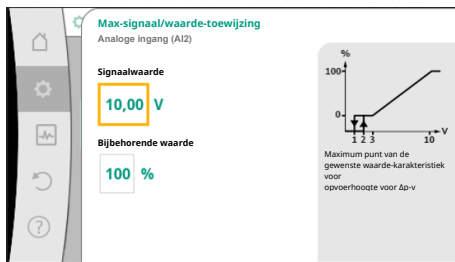 Max-signaal/waarde-toewijzing
Analoge ingang (AI2)
Signaalwaarde
10,00 V
Bijbehorende waarde
100 %
%
100
0
1 2 3 10 V
Maximum punt van de
gewenste waarde-karakteristiek
voor
opvoerhoogte voor Δp-v
?